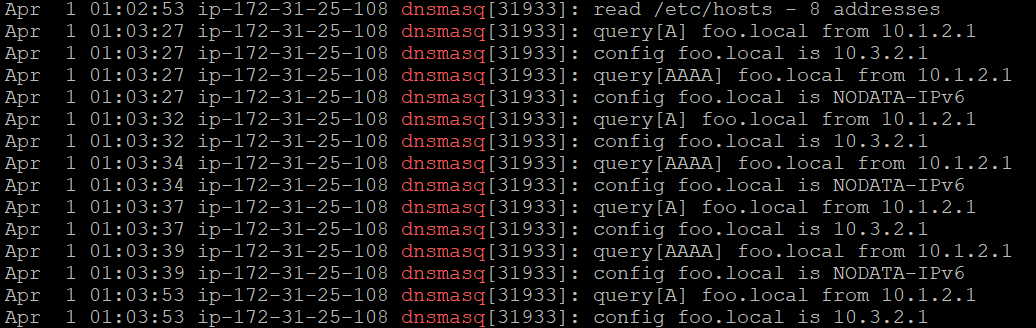 Apr  1 01:02:53 ip-172-31-25-108 dnsmasq[31933]: read /etc/hosts - 8 addresses
Apr  1 01:03:27 ip-172-31-25-108 dnsmasq[31933]: query[A] foo.local from 10.1.2.1
Apr  1 01:03:27 ip-172-31-25-108 dnsmasq[31933]: config foo.local is 10.3.2.1
Apr  1 01:03:27 ip-172-31-25-108 dnsmasq[31933]: query[AAAA] foo.local from 10.1.2.1
Apr  1 01:03:27 ip-172-31-25-108 dnsmasq[31933]: config foo.local is NODATA-IPv6
Apr  1 01:03:32 ip-172-31-25-108 dnsmasq[31933]: query[A] foo.local from 10.1.2.1
Apr  1 01:03:32 ip-172-31-25-108 dnsmasq[31933]: config foo.local is 10.3.2.1
Apr  1 01:03:34 ip-172-31-25-108 dnsmasq[31933]: query[AAAA] foo.local from 10.1.2.1
Apr  1 01:03:34 ip-172-31-25-108 dnsmasq[31933]: config foo.local is NODATA-IPv6
Apr  1 01:03:37 ip-172-31-25-108 dnsmasq[31933]: query[A] foo.local from 10.1.2.1
Apr  1 01:03:37 ip-172-31-25-108 dnsmasq[31933]: config foo.local is 10.3.2.1
Apr  1 01:03:39 ip-172-31-25-108 dnsmasq[31933]: query[AAAA] foo.local from 10.1.2.1
Apr  1 01:03:39 ip-172-31-25-108 dnsmasq[31933]: config foo.local is NODATA-IPv6
Apr  1 01:03:53 ip-172-31-25-108 dnsmasq[31933]: query[A] foo.local from 10.1.2.1
Apr  1 01:03:53 ip-172-31-25-108 dnsmasq[31933]: config foo.local is 10.3.2.1